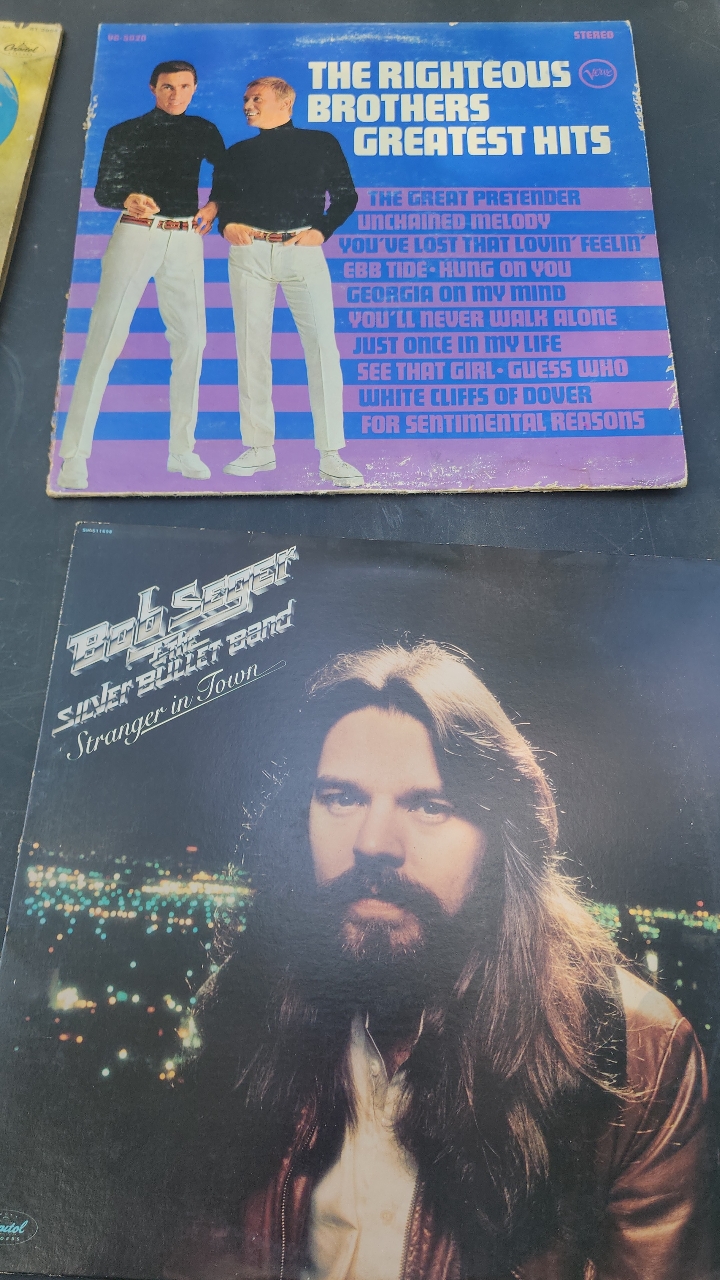 Capitol
V6-5020
STEREO
THE RIGHTEOUS
Verve
BROTHERS
GREATEST HITS
THE GREAT PRETENDER
UNCHAINED MELODY
YOU'VE LOST THAT LOVIN' FEELIN'
EBB TIDE • HUNG ON YOU
GEORGIA ON MY MIND
YOU'LL NEVER WALK ALONE
JUST ONCE IN MY LIFE
SEE THAT GIRL • GUESS WHO
WHITE CLIFFS OF DOVER
FOR SENTIMENTAL REASONS
Bob Seger
& The
SILVER BULLET Band
Stranger in Town